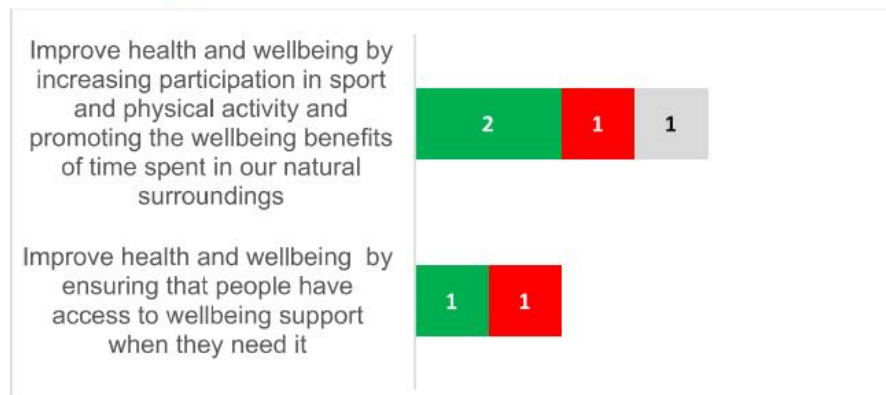 Improve health and wellbeing by
increasing participation in sport
and physical activity and
promoting the wellbeing benefits
of time spent in our natural
surroundings
2 1 1
Improve health and wellbeing  by
ensuring that people have
access to wellbeing support
when they need it
1 1